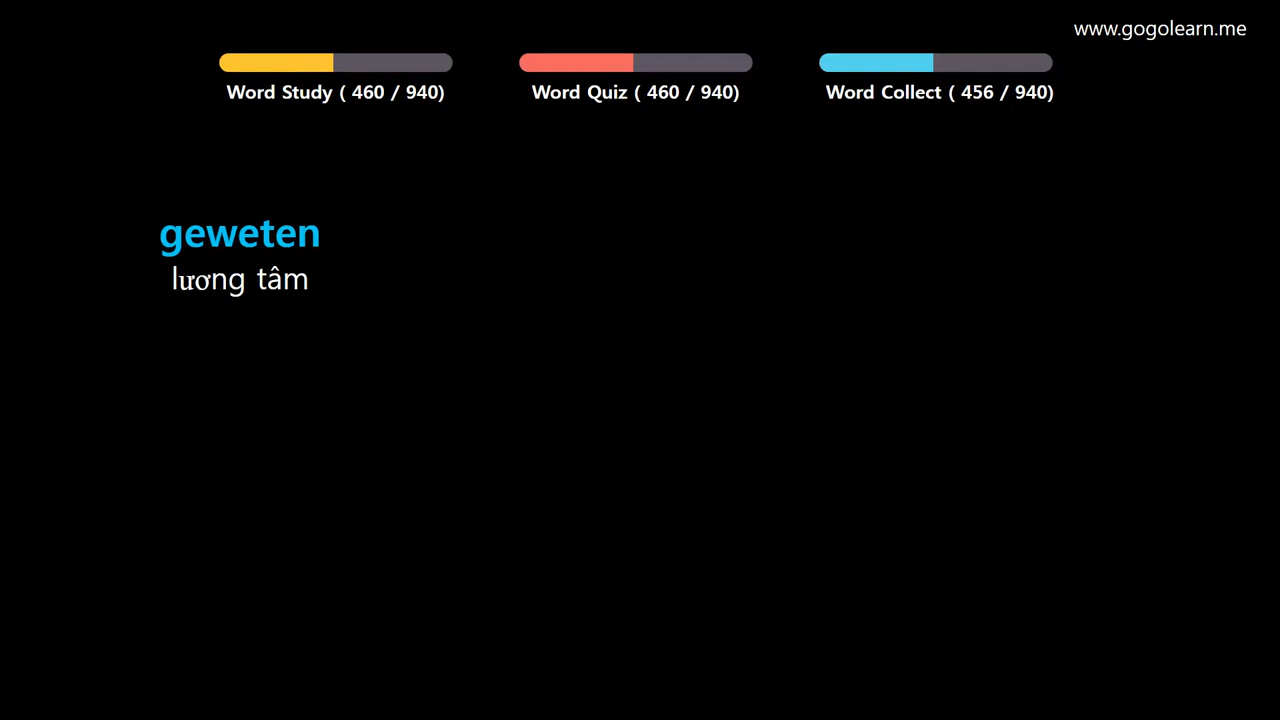 www.gogolearn.me
Word Study ( 460 / 940)
Word Quiz ( 460 / 940)
Word Collect ( 456 / 940)
geweten
lương tâm